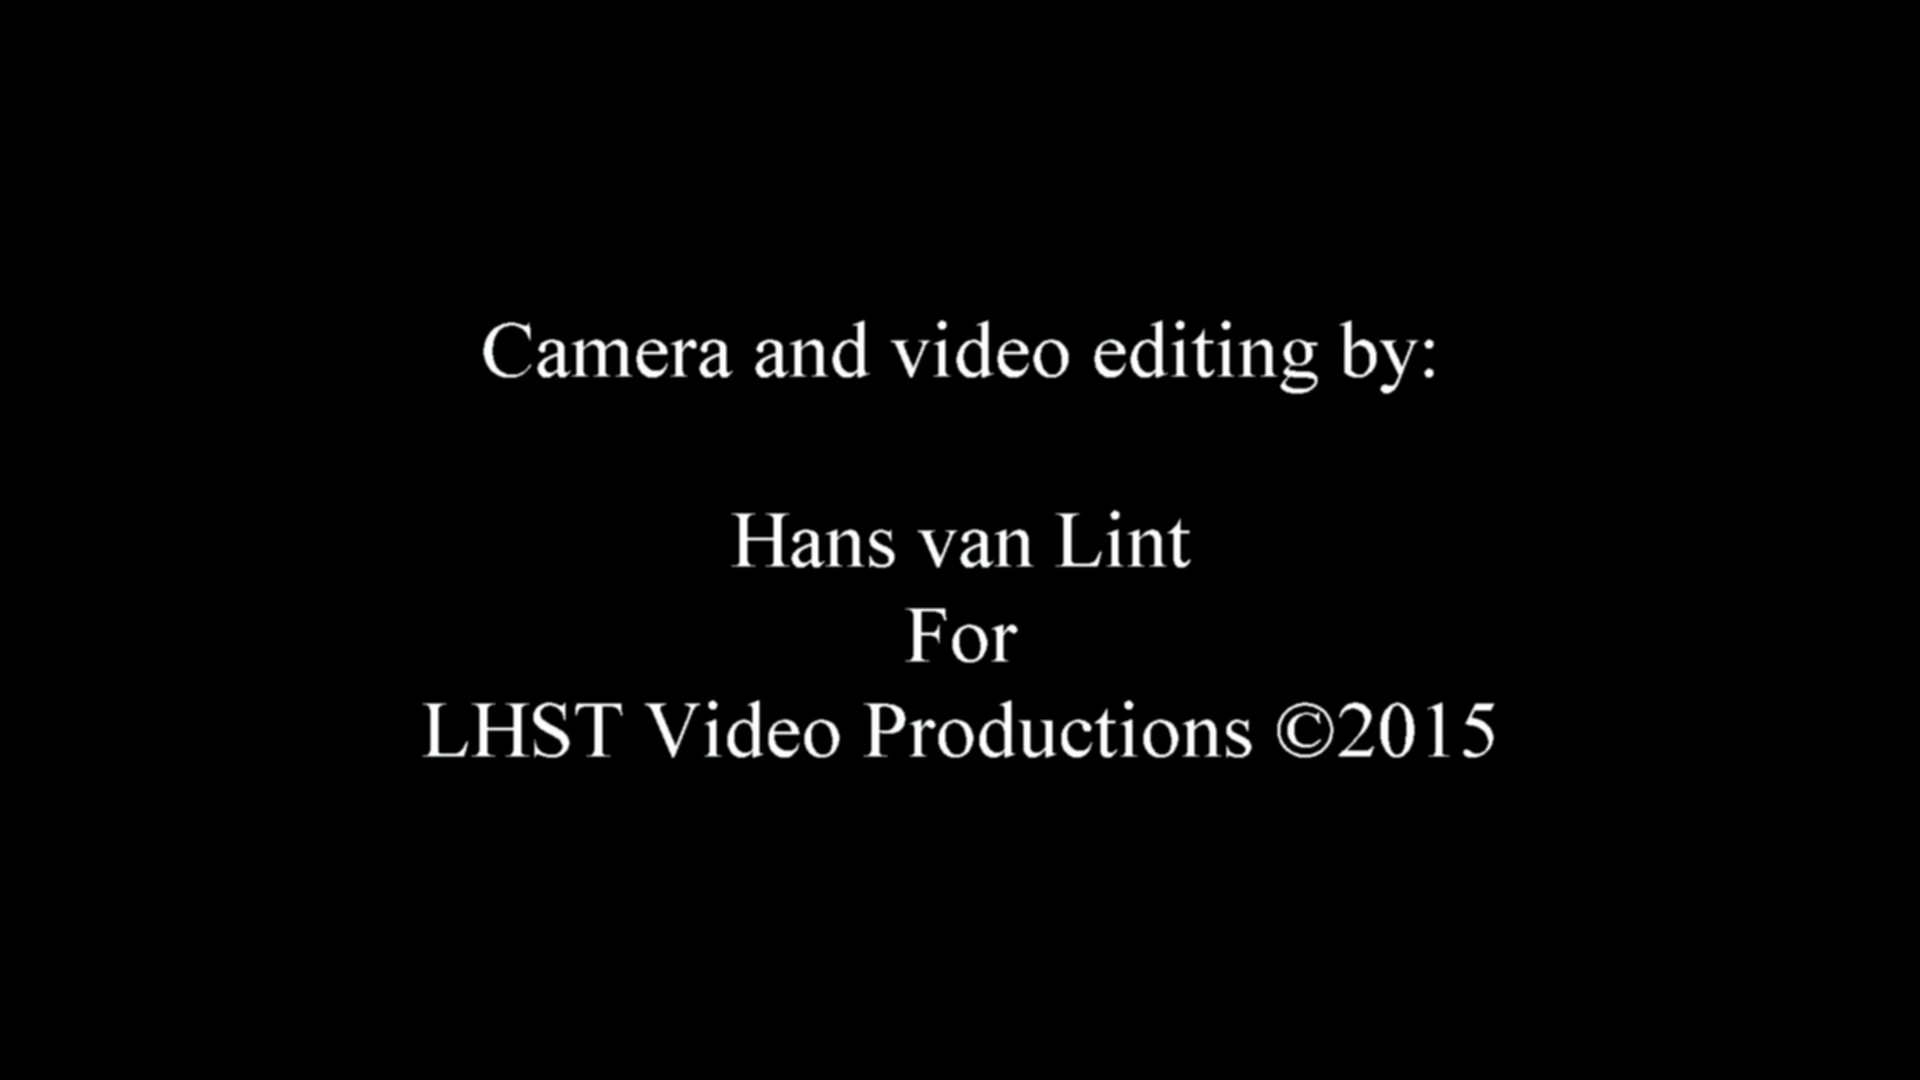 Camera and video editing by:
Hans van Lint
For
LHST Video Productions ©2015